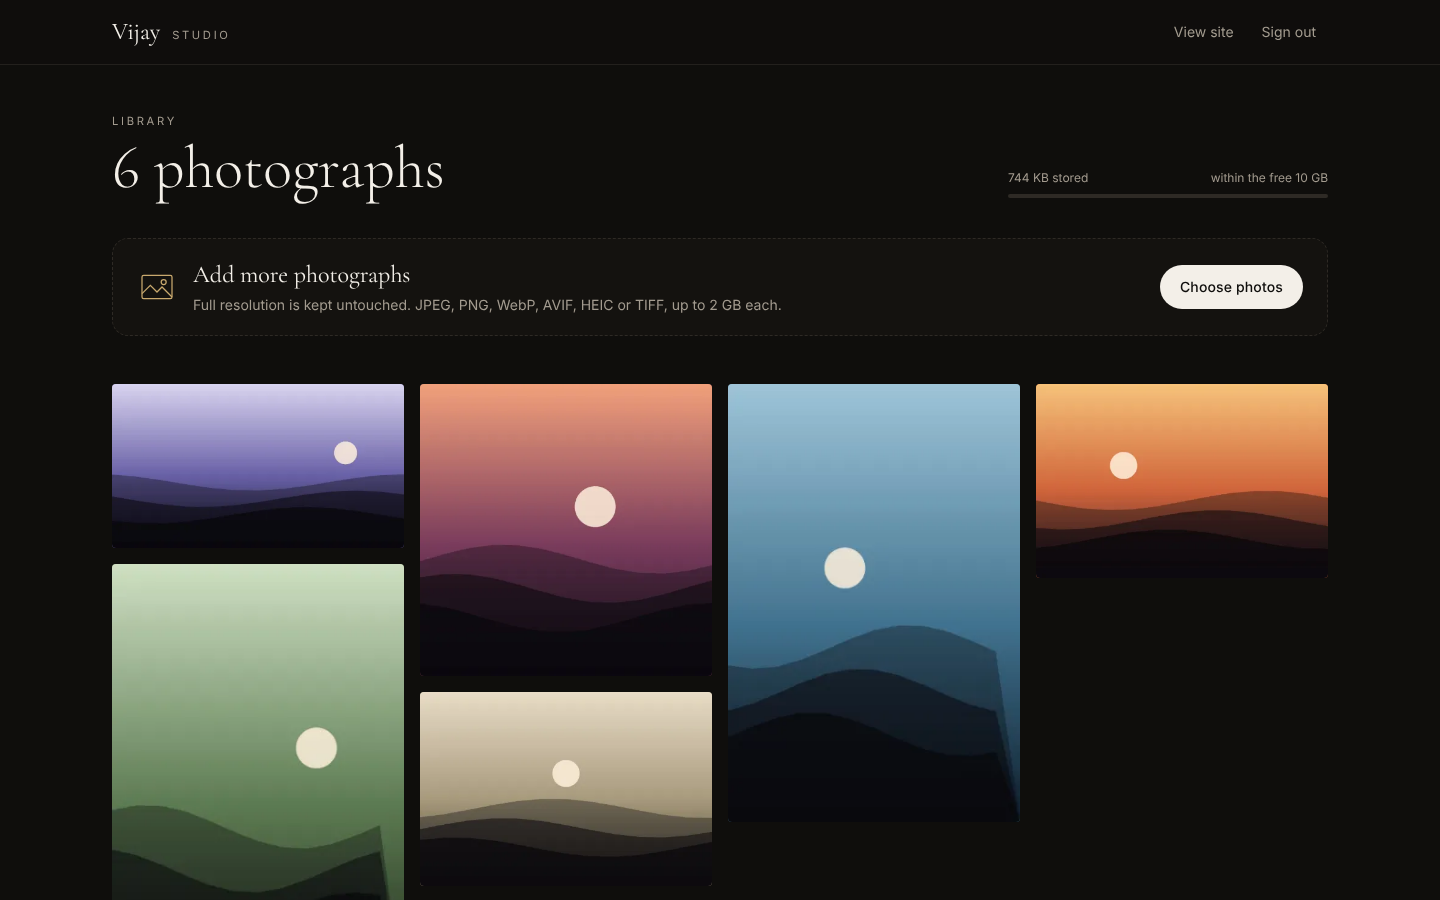 Vijay STUDIO
View site
Sign out
LIBRARY
6 photographs
744 KB stored
within the free 10 GB
Add more photographs
Full resolution is kept untouched. JPEG, PNG, WebP, AVIF, HEIC or TIFF, up to 2 GB each.
Choose photos